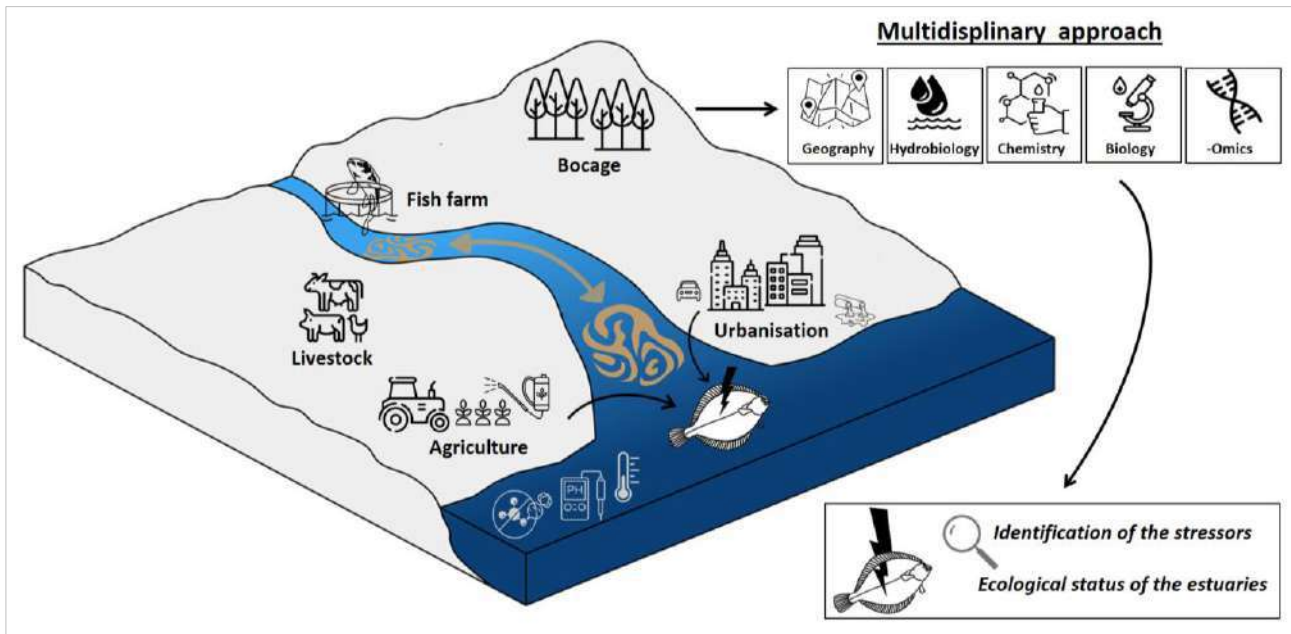 Multidisplinary approach
Geography
Hydrobiology
Chemistry
Biology
-Omics
Bocage
Fish farm
Livestock
Urbanisation
Agriculture
PH
Identification of the stressors
Ecological status of the estuaries